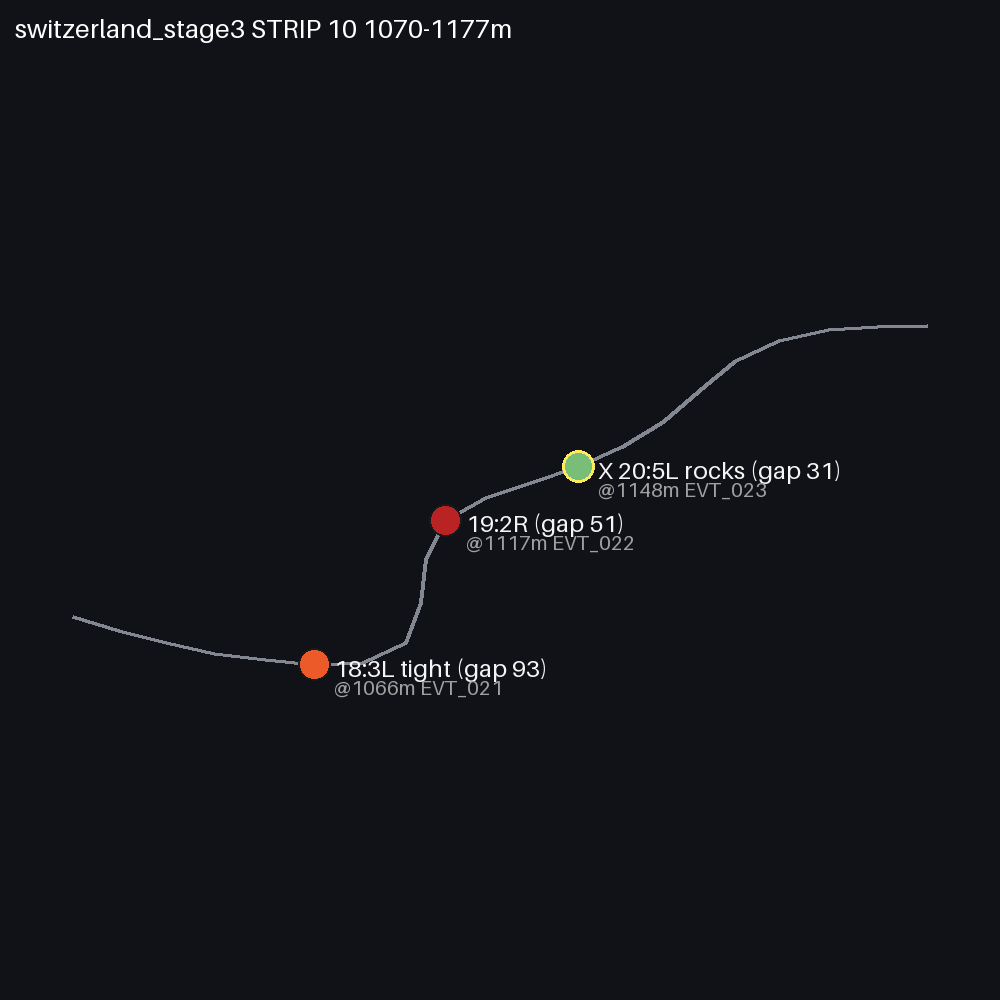 switzerland_stage3 STRIP 10 1070-1177m
X 20:5L rocks (gap 31)
@1148m EVT_023
19:2R (gap 51)
@1117m EVT_022
18:3L tight (gap 93)
@1066m EVT_021